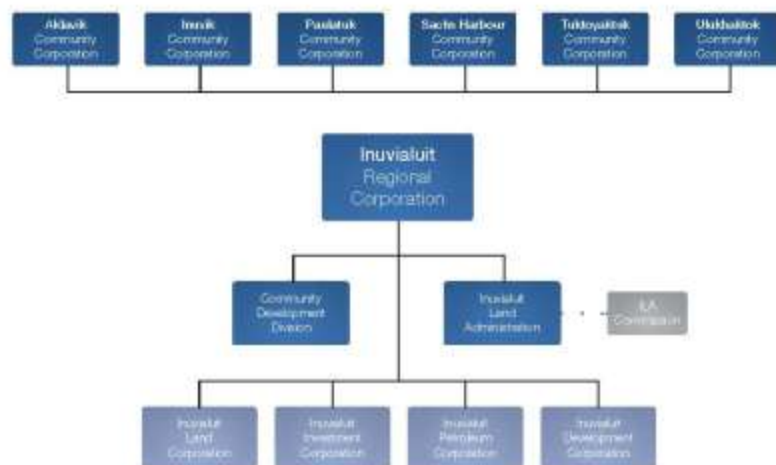 Aklavik
Community
Corporation
Inuvik
Community
Corporation
Paulatuk
Community
Corporation
Sachs Harbour
Community
Corporation
Tuktoyaktuk
Community
Corporation
Ulukhaktok
Community
Corporation
Inuvialuit
Regional
Corporation
Community
Development
Division
Inuvialuit
Land
Administration
ILA
Commission
Inuvialuit
Land
Corporation
Inuvialuit
Investment
Corporation
Inuvialuit
Petroleum
Corporation
Inuvialuit
Development
Corporation